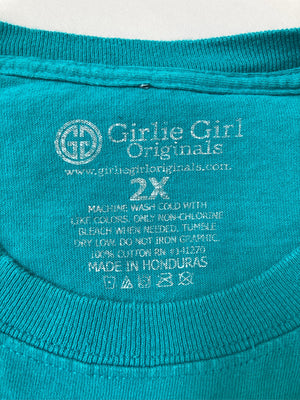 Girlie Girl
Originals
www.girliegirloriginals.com
2X
MACHINE WASH COLD WITH
LIKE COLORS. ONLY NON-CHLORINE
BLEACH WHEN NEEDED. TUMBLE
DRY LOW. DO NOT IRON GRAPHIC.
100% COTTON RN #141270
MADE IN HONDURAS